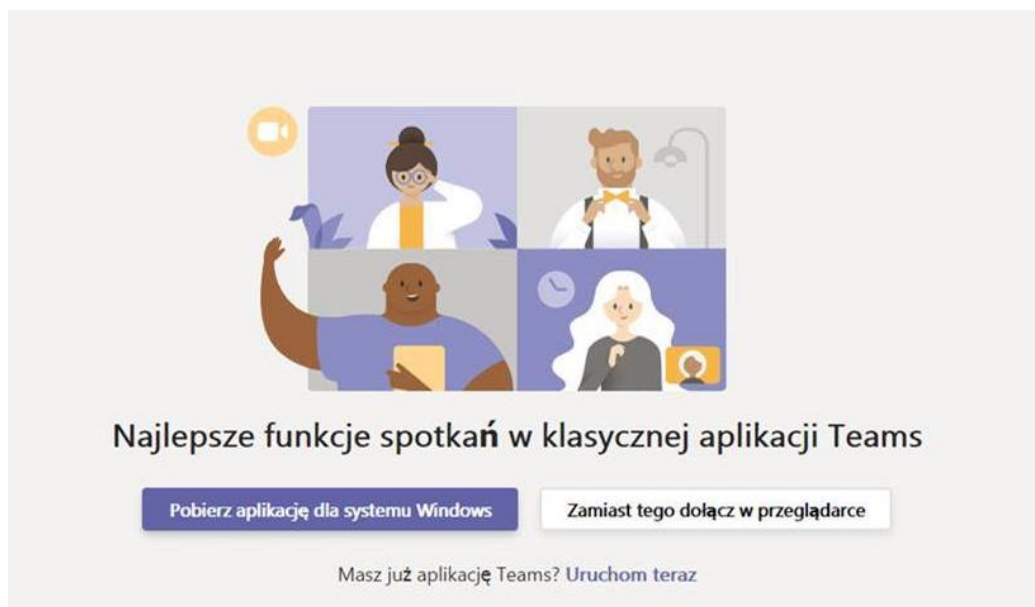 Najlepsze funkcje spotkań w klasycznej aplikacji Teams
Pobierz aplikację dla systemu Windows
Zamiast tego dołącz w przeglądarce
Masz już aplikację Teams? Uruchom teraz